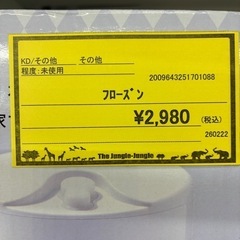 KD/その他 その他
程度:未使用
2009643251701088
フローズン
¥2,980 (税込)
260222
The Jungle-Jungle